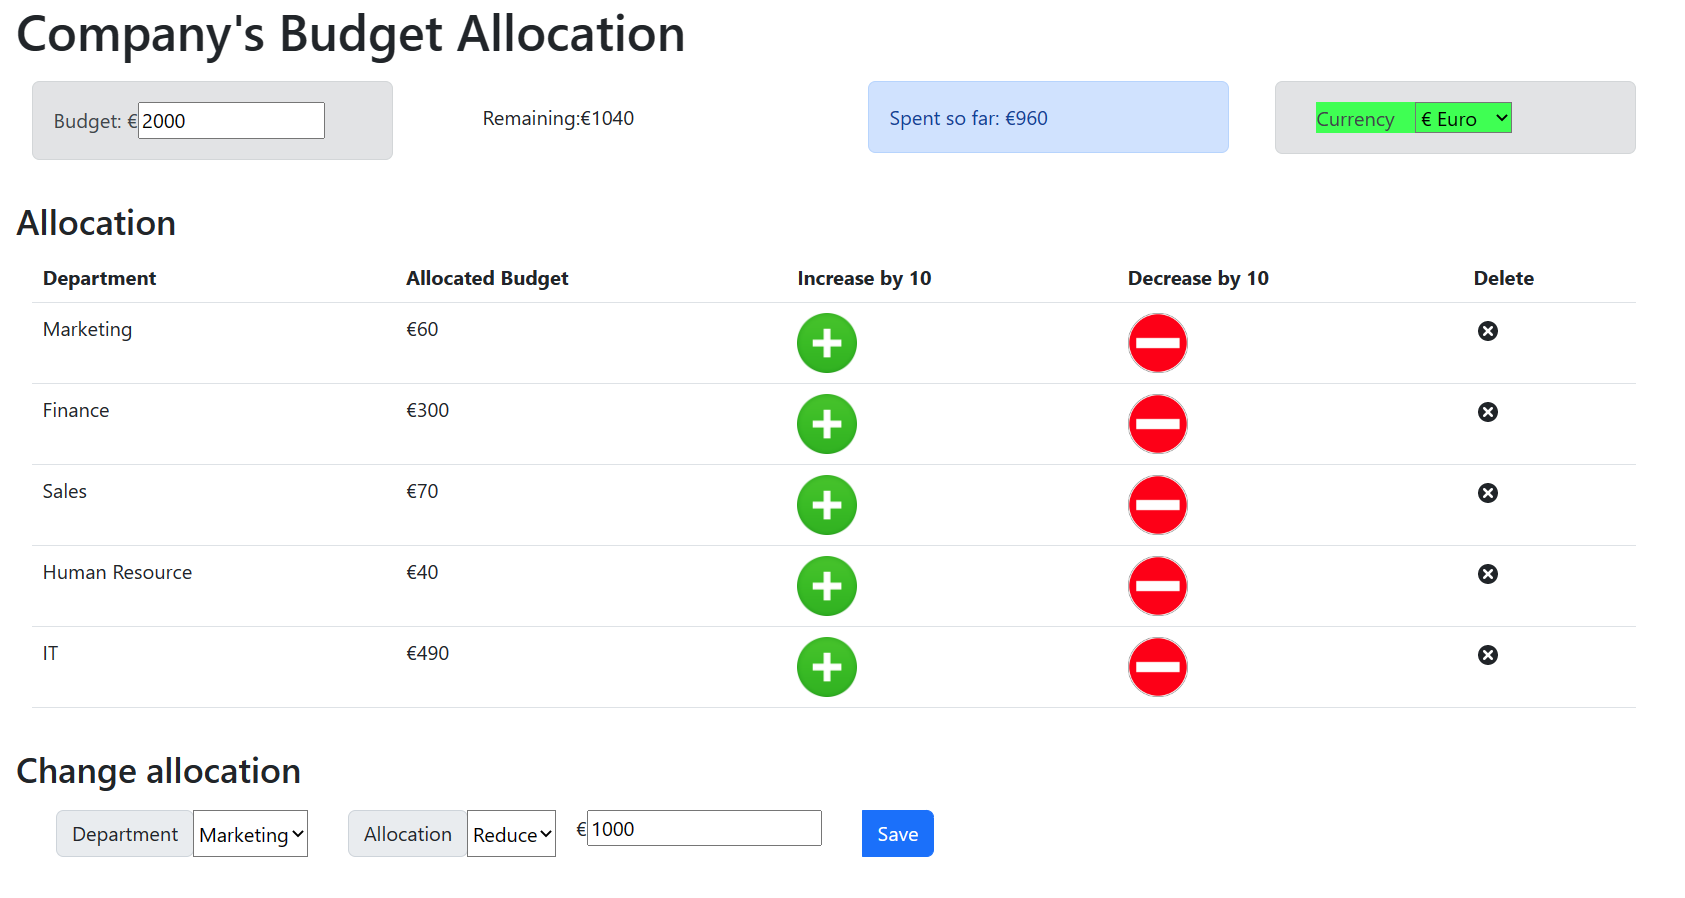 Company's Budget Allocation
Budget: €2000
Remaining:€1040
Spent so far: €960
Currency € Euro
Allocation
Department Allocated Budget Increase by 10 Decrease by 10 Delete
Marketing €60
Finance €300
Sales €70
Human Resource €40
IT €490
Change allocation
Department Marketing Allocation Reduce €1000 Save